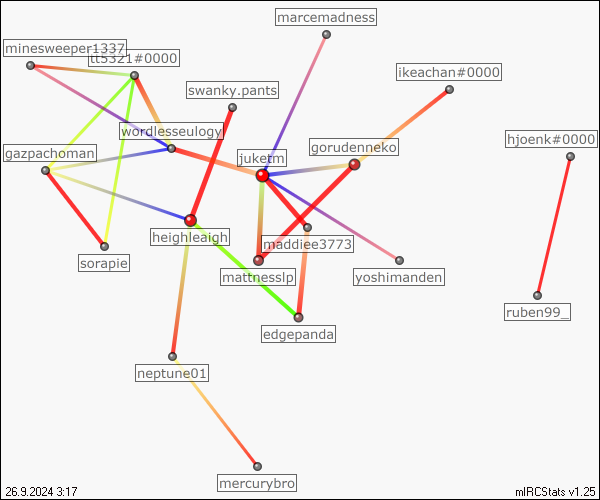 marcemadness
minesweeper1337
tt5321#0000
ikeachan#0000
swanky.pants
wordlesseulogy
hjoenk#0000
gorudenneko
gazpachoman
juketm
heighleaigh
maddiee3773
sorapie
mattnesslp
yoshimanden
ruben99_
edgepanda
neptune01
mercurybro
26.9.2024 3:17
mIRCStats v1.25